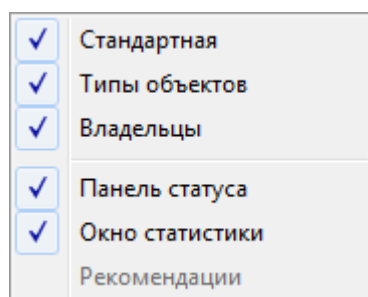 Стандартная
Типы объектов
Владельцы
Панель статуса
Окно статистики
Рекомендации